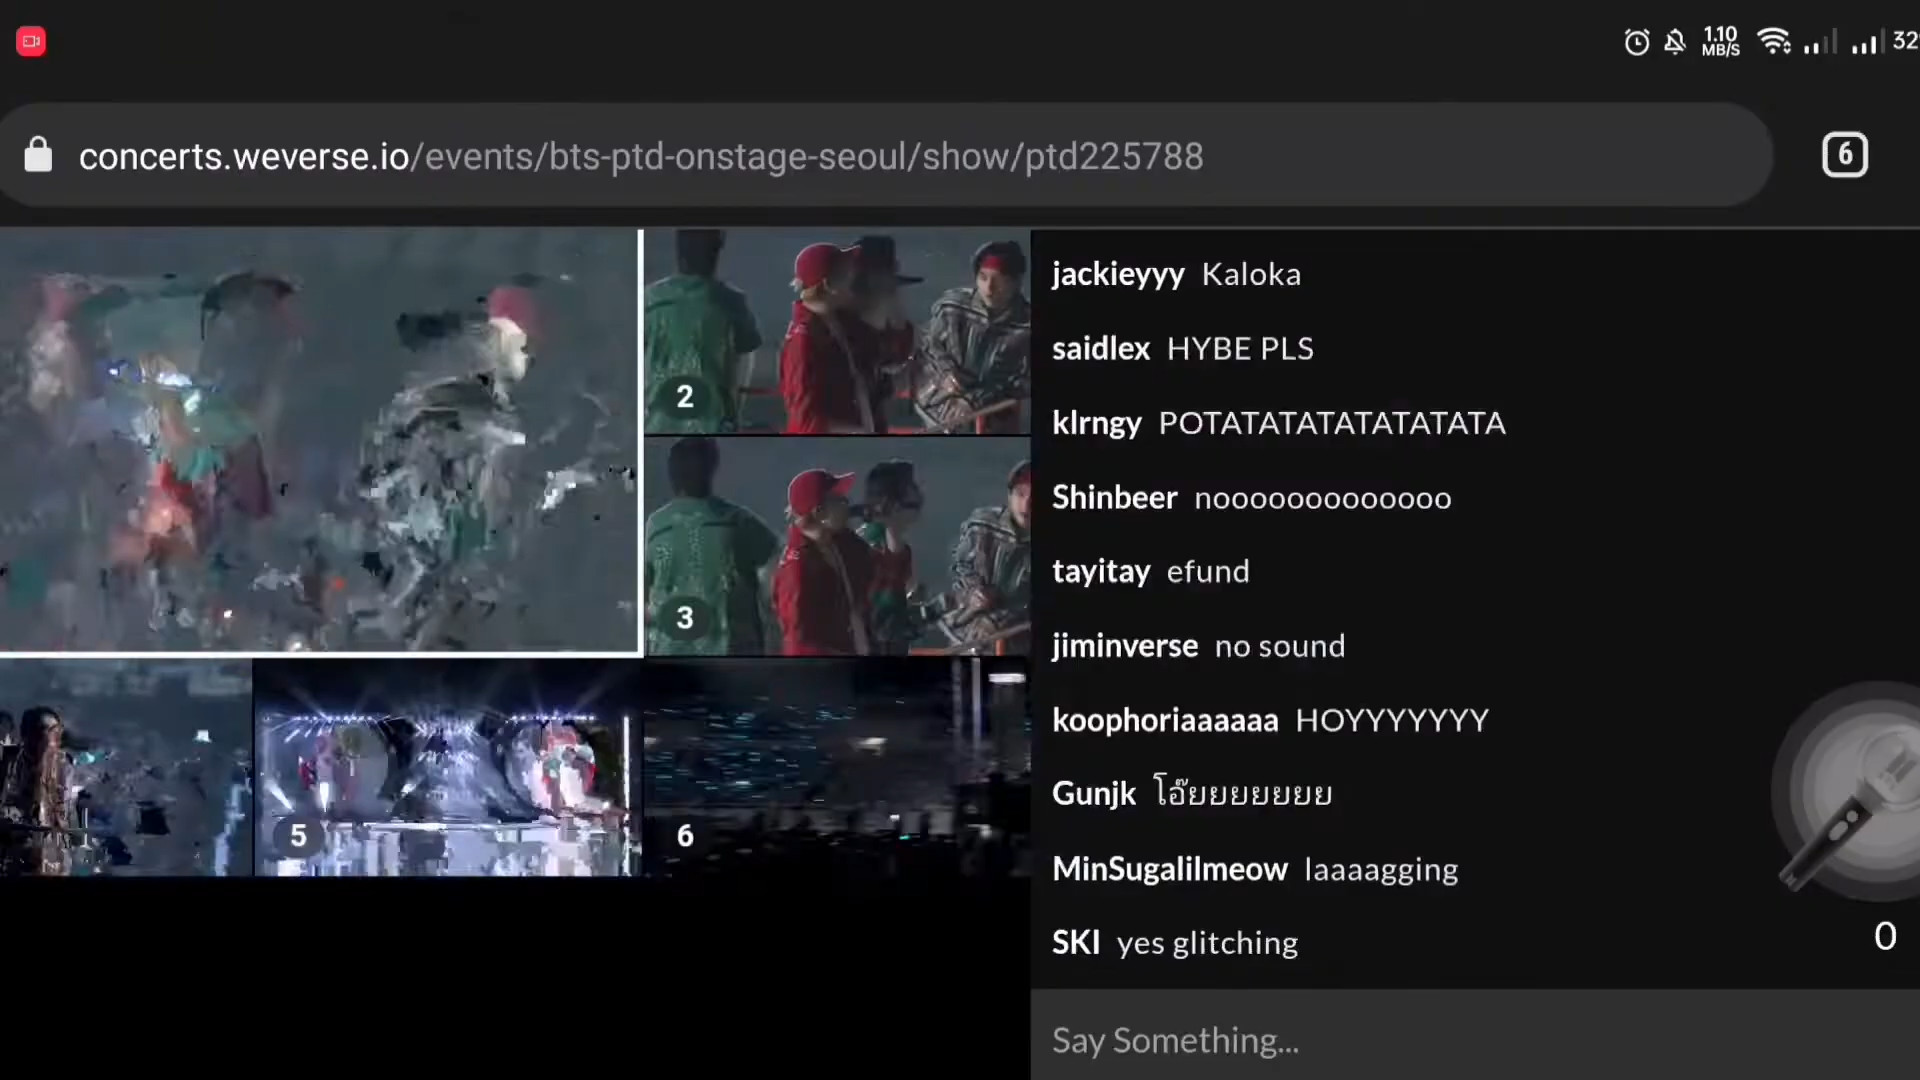 1.10
MB/S
32
concerts.weverse.io/events/bts-ptd-onstage-seoul/show/ptd225788
6
2
3
5
6
jackieyyy Kaloka
saidlex HYBE PLS
klrngy POTATATATATATATATA
Shinbeer nooooooooooooo
tayitay efund
jiminverse no sound
koophoriaaaaaa HOYYYYYYY
Gunjk โอ๊ยยยยยยย
MinSugalilmeow laaaagging
SKI yes glitching
0
Say Something...